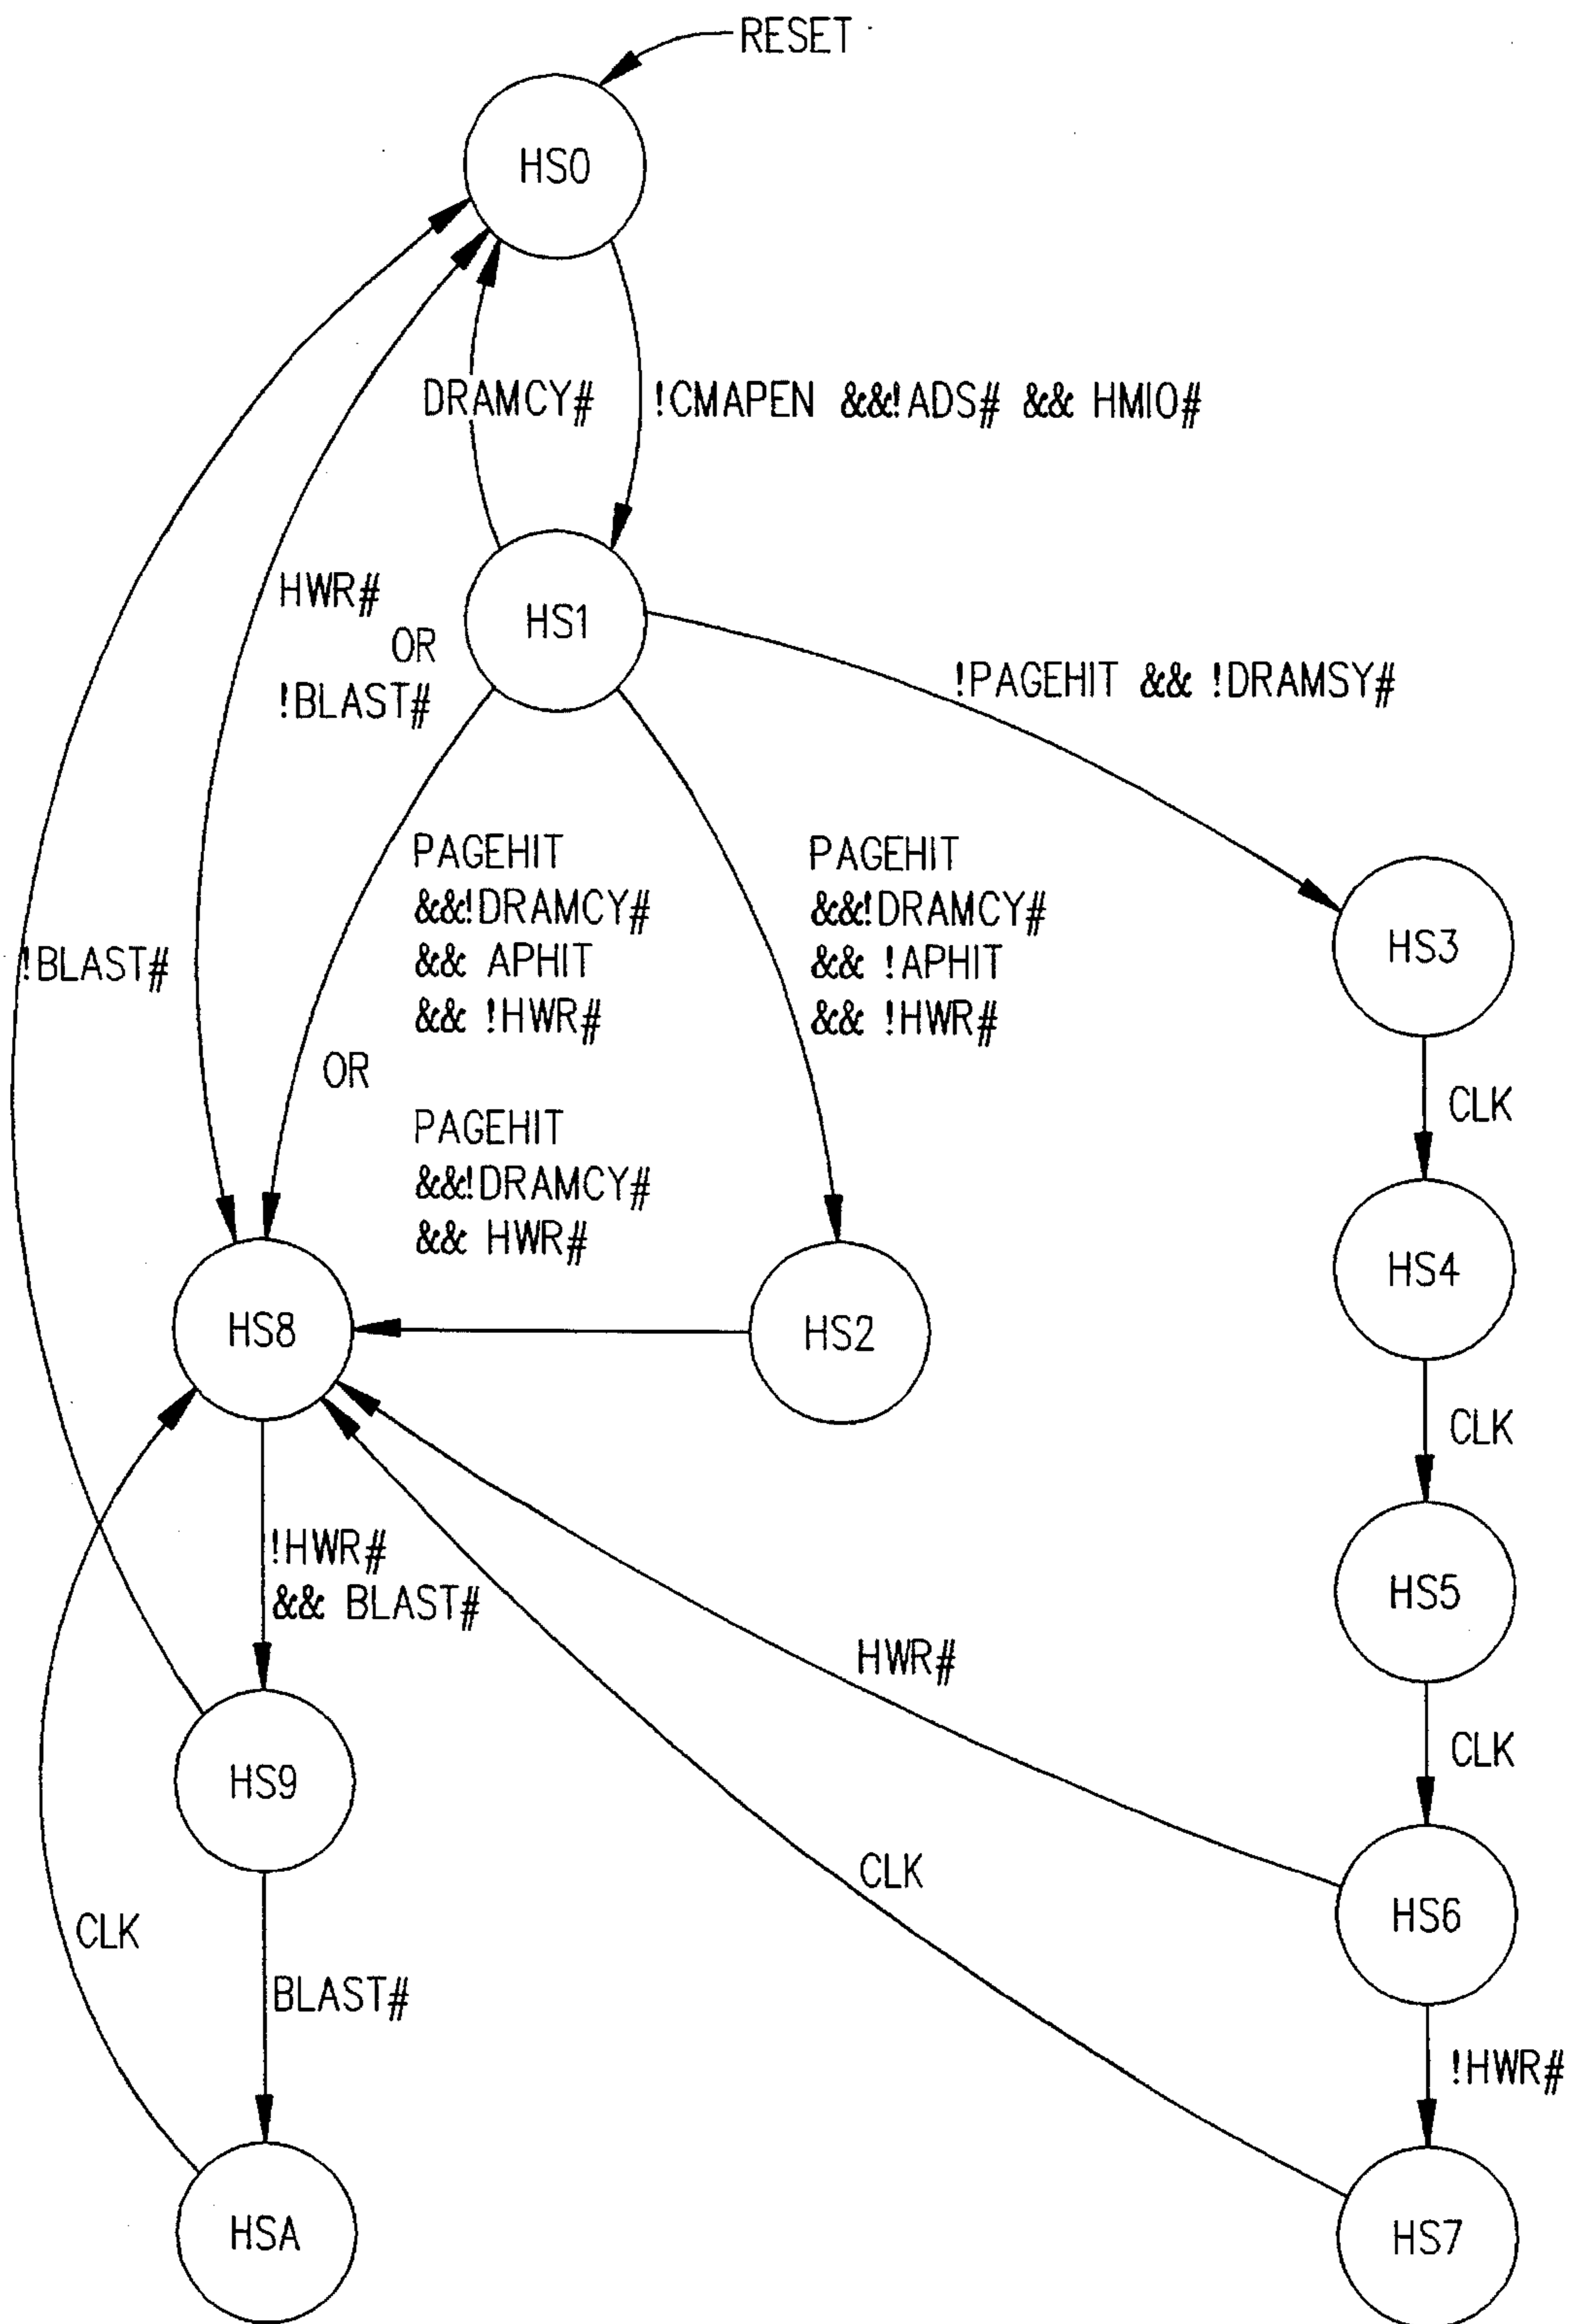 RESET
HS0
DRAMCY#
!CMAPEN &&!ADS# && HMIO#
HWR#
OR
!BLAST#
HS1
!PAGEHIT && !DRAMSY#
PAGEHIT
&&!DRAMCY#
&& APHIT
&& !HWR#
OR
PAGEHIT
&&!DRAMCY#
&& HWR#
PAGEHIT
&&!DRAMCY#
&& !APHIT
&& !HWR#
!BLAST#
HS3
CLK
HS4
HS8
HS2
CLK
!HWR#
&& BLAST#
HS5
HWR#
CLK
HS9
CLK
HS6
CLK
BLAST#
!HWR#
HSA
HS7